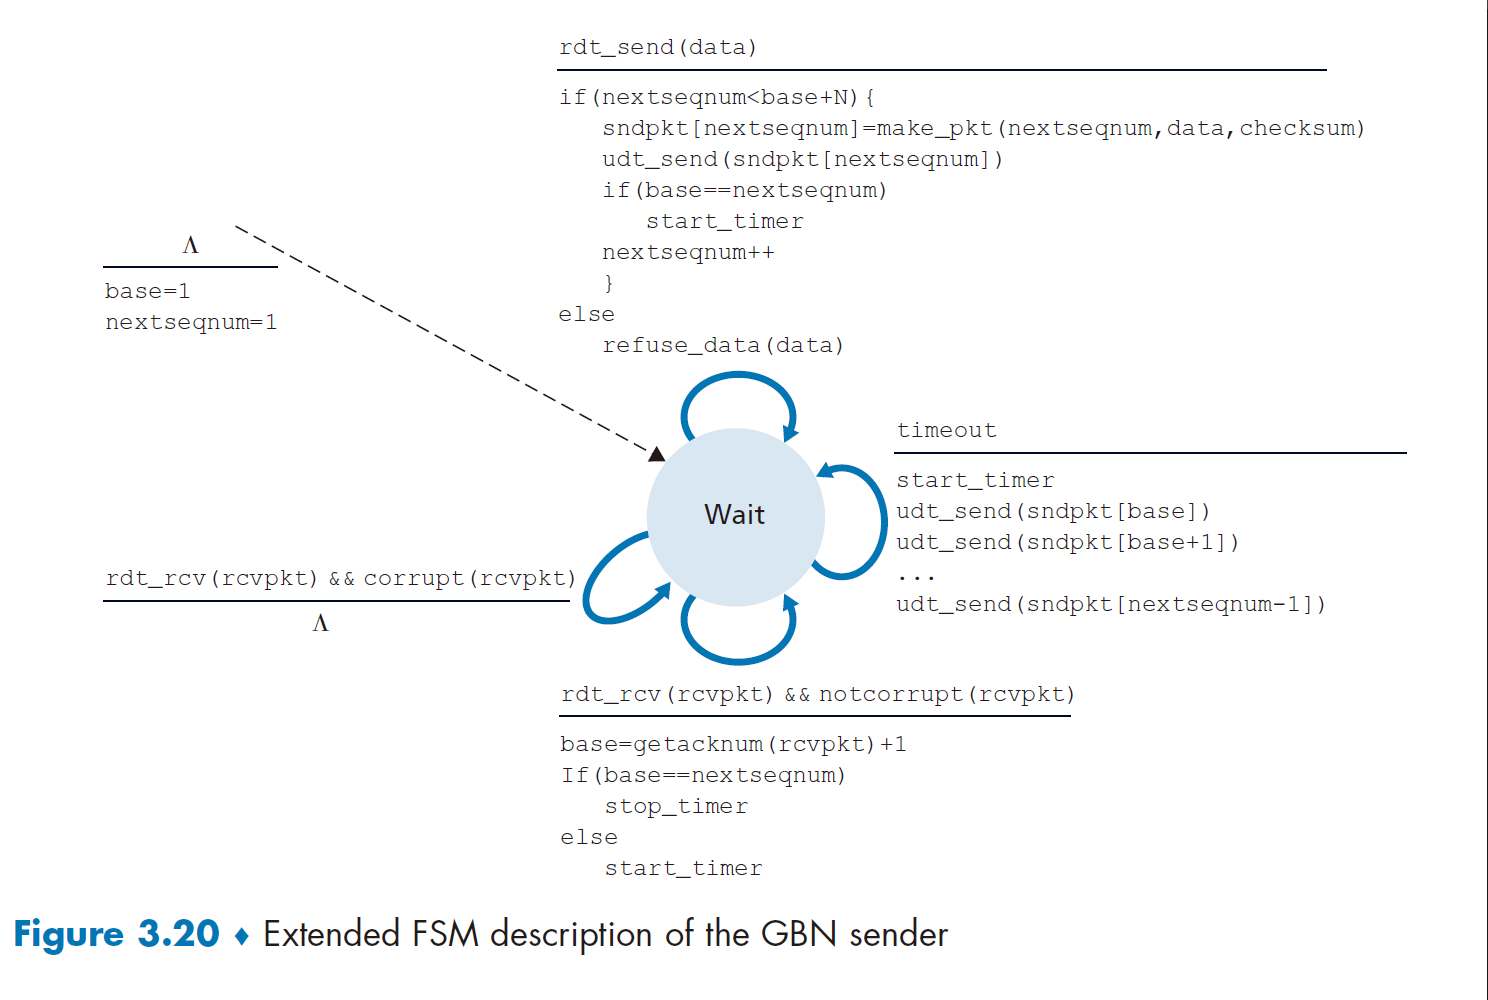 rdt_send(data)
if(nextseqnum<base+N){
sndpkt[nextseqnum]=make_pkt(nextseqnum,data,checksum)
udt_send(sndpkt[nextseqnum])
if(base==nextseqnum)
start_timer
nextseqnum++
}
else
refuse_data(data)
Λ
base=1
nextseqnum=1
timeout
start_timer
udt_send(sndpkt[base])
udt_send(sndpkt[base+1])
...
udt_send(sndpkt[nextseqnum-1])
Wait
rdt_rcv(rcvpkt) && corrupt(rcvpkt)
Λ
rdt_rcv(rcvpkt) && notcorrupt(rcvpkt)
base=getacknum(rcvpkt)+1
If(base==nextseqnum)
stop_timer
else
start_timer
Figure 3.20 ♦ Extended FSM description of the GBN sender